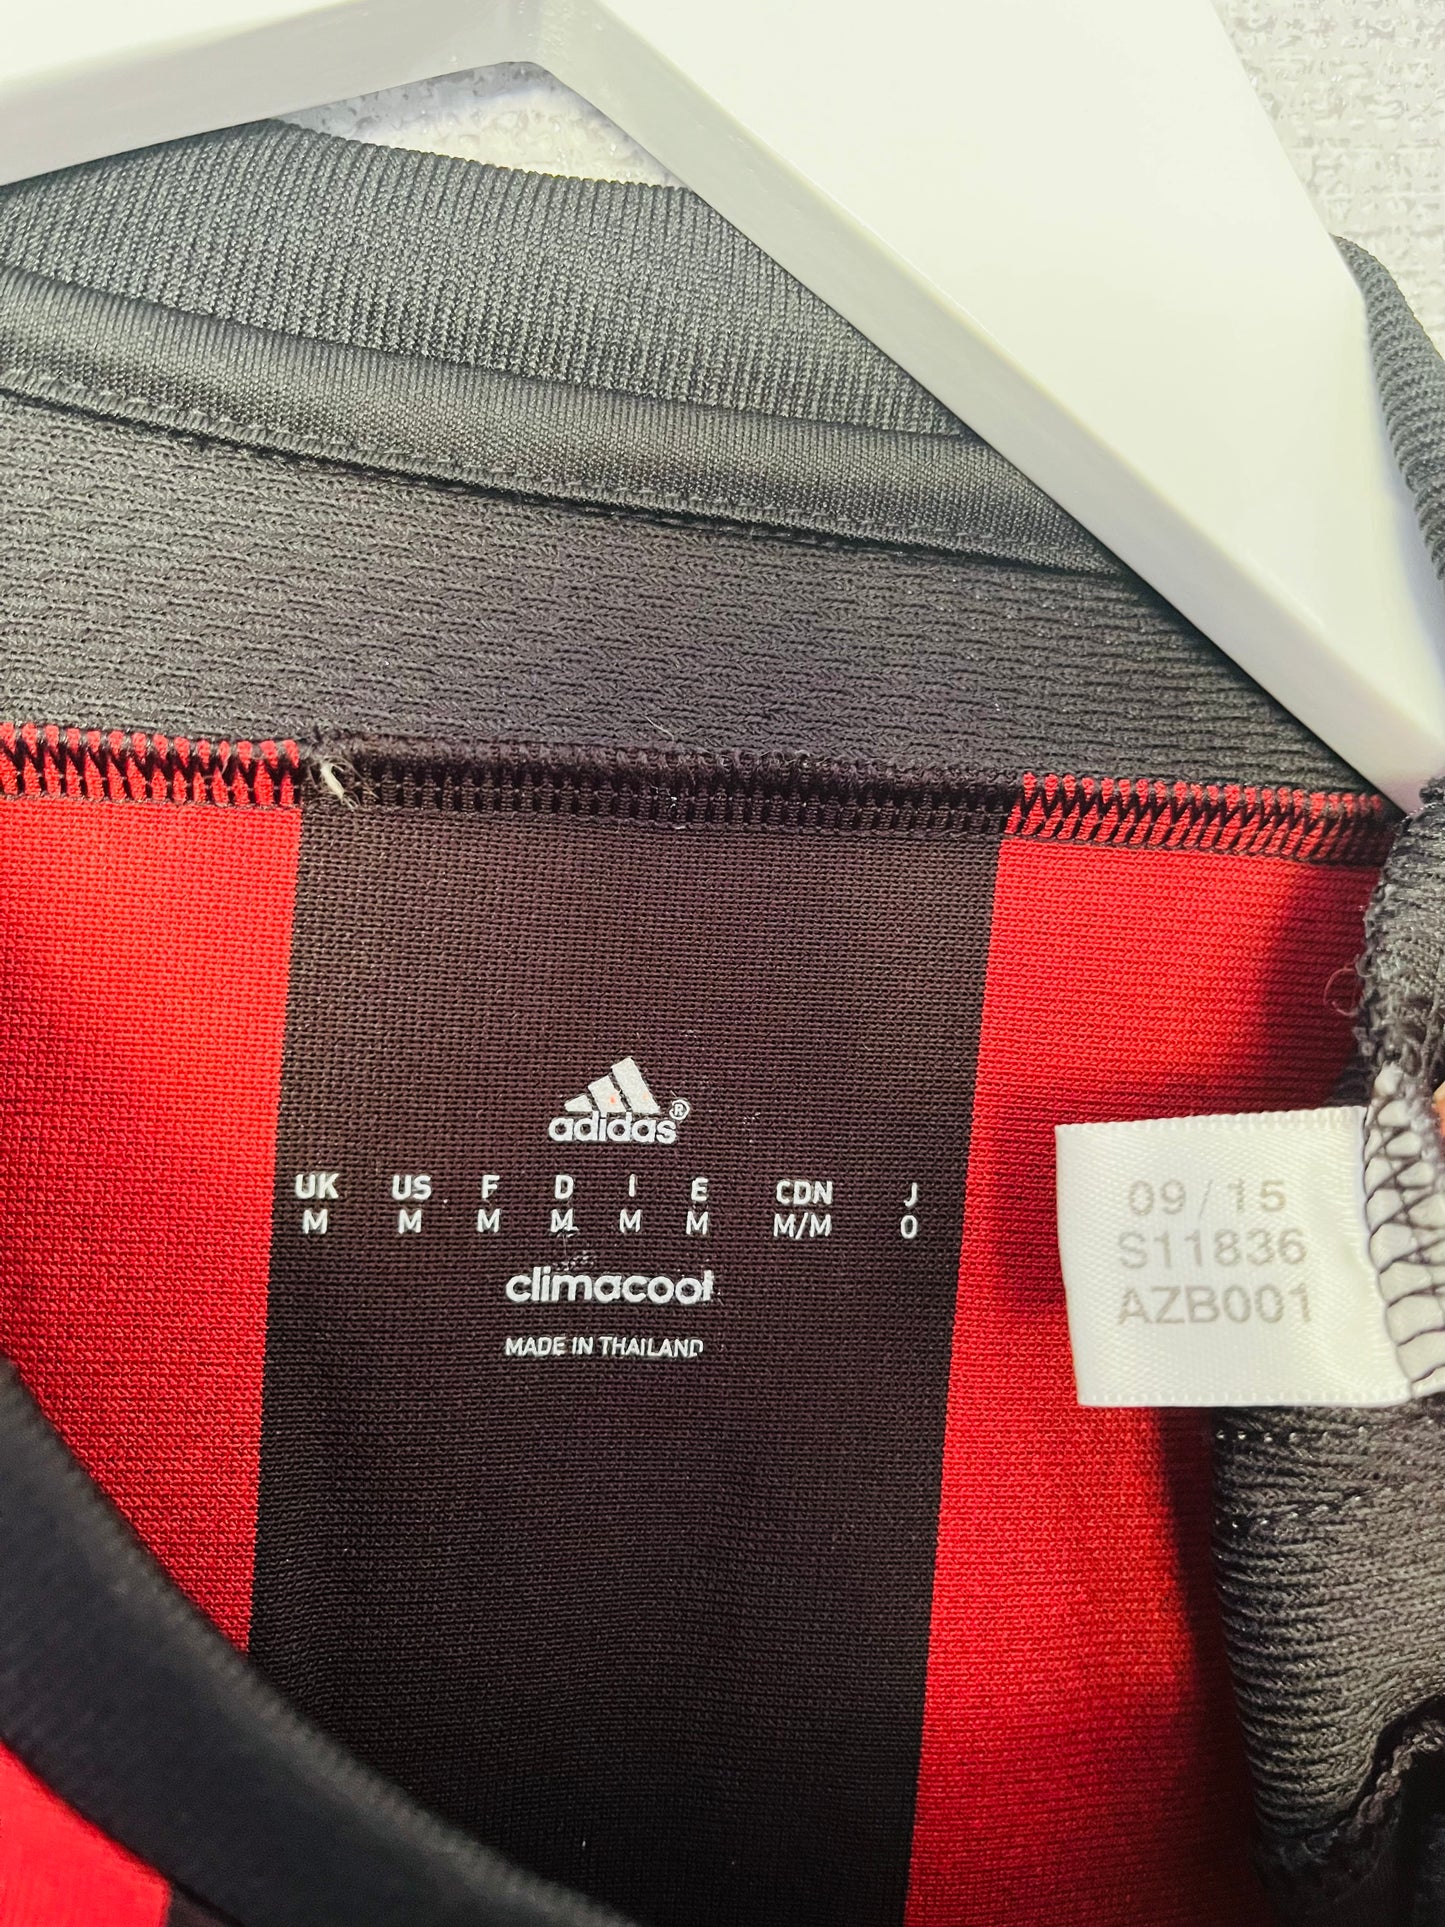 adidas®
UK US F D I E CDN J
M M M M M M M/M O
climacool
MADE IN THAILAND
09/15
S11836
AZB001